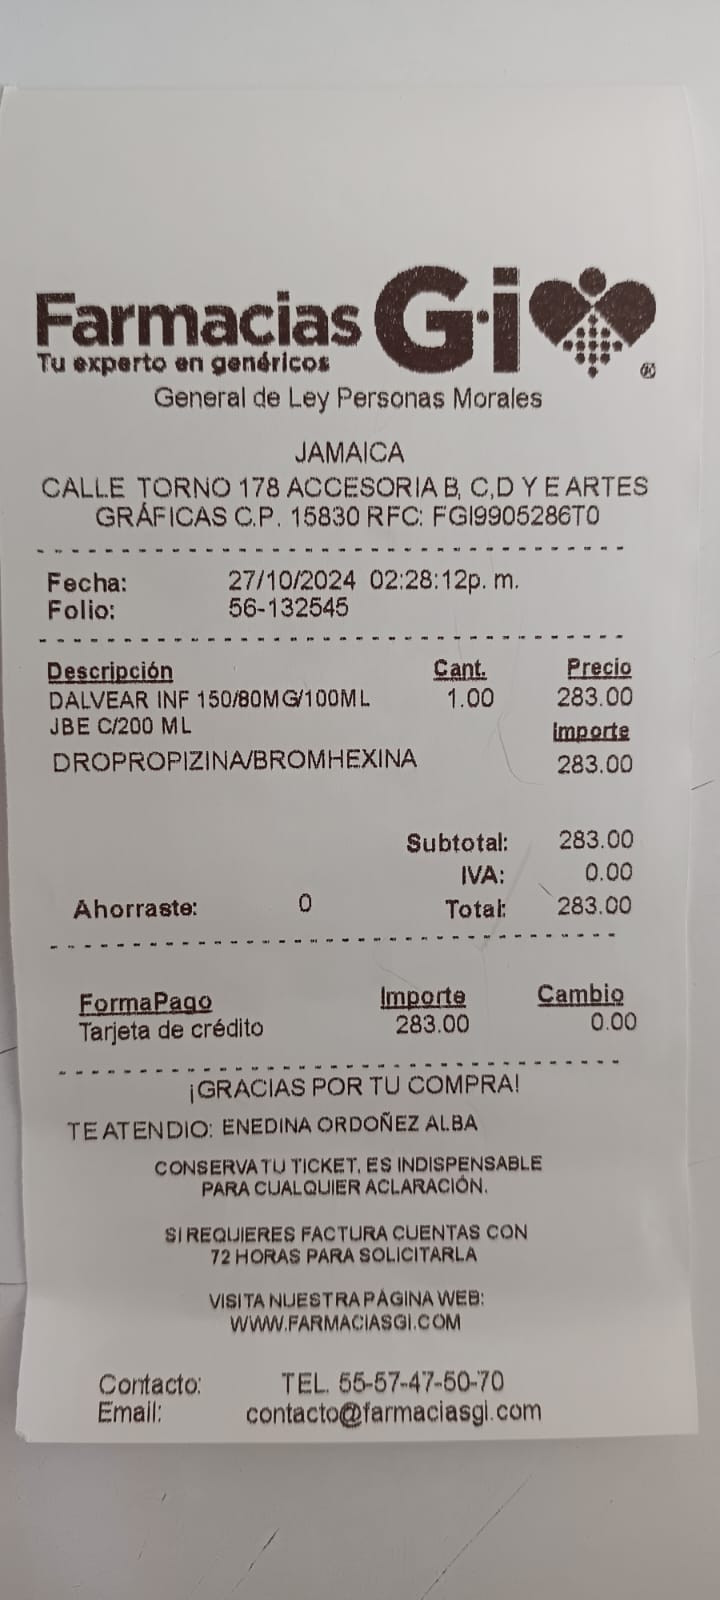 Farmacias Gi
Tu experto en genéricos
®
General de Ley Personas Morales
JAMAICA
CALLE TORNO 178 ACCESORIA B, C,D Y E ARTES
GRÁFICAS C.P. 15830 RFC: FGI9905286T0
Fecha: 27/10/2024 02:28:12p. m.
Folio: 56-132545
Descripción Cant. Precio
DALVEAR INF 150/80MG/100ML 1.00 283.00
JBE C/200 ML Importe
DROPROPIZINA/BROMHEXINA 283.00
Subtotal: 283.00
IVA: 0.00
Ahorraste: 0 Total: 283.00
FormaPago Importe Cambio
Tarjeta de crédito 283.00 0.00
¡GRACIAS POR TU COMPRA!
TE ATENDIO: ENEDINA ORDOÑEZ ALBA
CONSERVA TU TICKET, ES INDISPENSABLE
PARA CUALQUIER ACLARACIÓN.
SI REQUIERES FACTURA CUENTAS CON
72 HORAS PARA SOLICITARLA
VISITA NUESTRA PÁGINA WEB:
WWW.FARMACIASGI.COM
Contacto: TEL. 55-57-47-50-70
Email: contacto@farmaciasgi.com